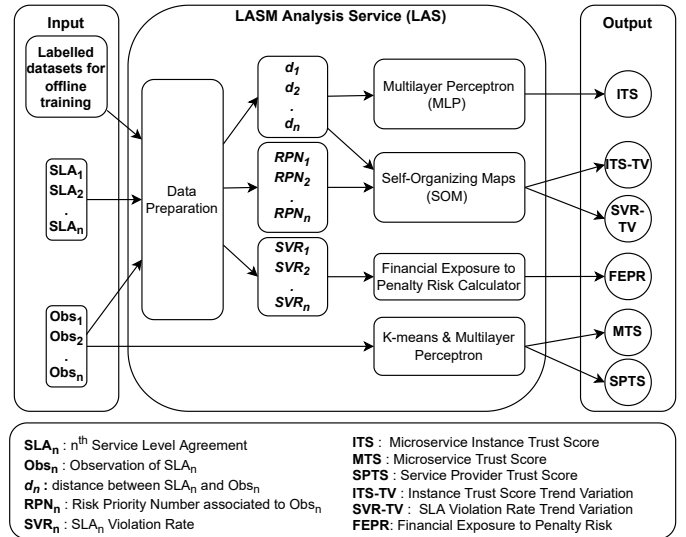 Input
LASM Analysis Service (LAS)
Output
Labelled
datasets for
offline
training
SLA₁
SLA₂
.
SLAₙ
Obs₁
Obs₂
.
Obsₙ
Data
Preparation
d₁
d₂
.
dₙ
RPN₁
RPN₂
.
RPNₙ
SVR₁
SVR₂
.
SVRₙ
Multilayer Perceptron
(MLP)
Self-Organizing Maps
(SOM)
Financial Exposure to
Penalty Risk Calculator
K-means & Multilayer
Perceptron
ITS
ITS-TV
SVR-
TV
FEPR
MTS
SPTS
SLAₙ : nᵗʰ Service Level Agreement
Obsₙ : Observation of SLAₙ
dₙ : distance between SLAₙ and Obsₙ
RPNₙ : Risk Priority Number associated to Obsₙ
SVRₙ : SLAₙ Violation Rate
ITS : Microservice Instance Trust Score
MTS : Microservice Trust Score
SPTS : Service Provider Trust Score
ITS-TV : Instance Trust Score Trend Variation
SVR-TV : SLA Violation Rate Trend Variation
FEPR: Financial Exposure to Penalty Risk